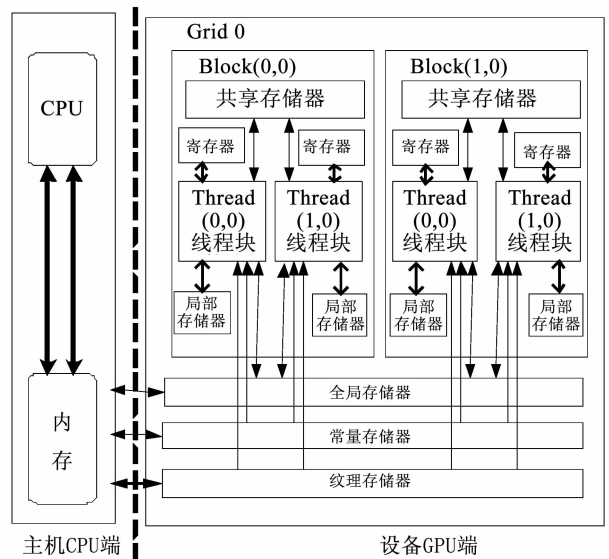 Grid 0
Block(0,0)
Block(1,0)
CPU
共享存储器
共享存储器
寄存器
寄存器
寄存器
寄存器
Thread
(0,0)
线程块
Thread
(1,0)
线程块
Thread
(0,0)
线程块
Thread
(1,0)
线程块
局部
存储器
局部
存储器
局部
存储器
局部
存储器
全局存储器
内
存
常量存储器
纹理存储器
主机CPU端
设备GPU端